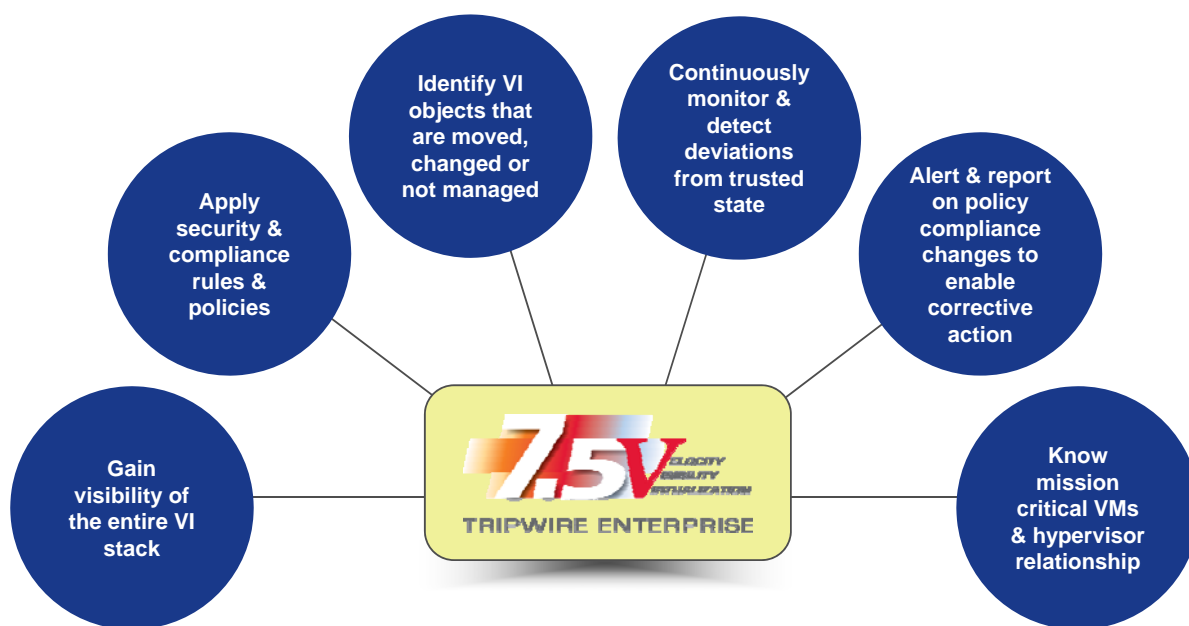 Gain
visibility of
the entire VI
stack
Apply
security &
compliance
rules &
policies
Identify VI
objects that
are moved,
changed or
not managed
Continuously
monitor &
detect
deviations
from trusted
state
Alert & report
on policy
compliance
changes to
enable
corrective
action
Know
mission
critical VMs
& hypervisor
relationship
7.5V
ELOCITY
ISIBILITY
IRTUALIZATION
TRIPWIRE ENTERPRISE